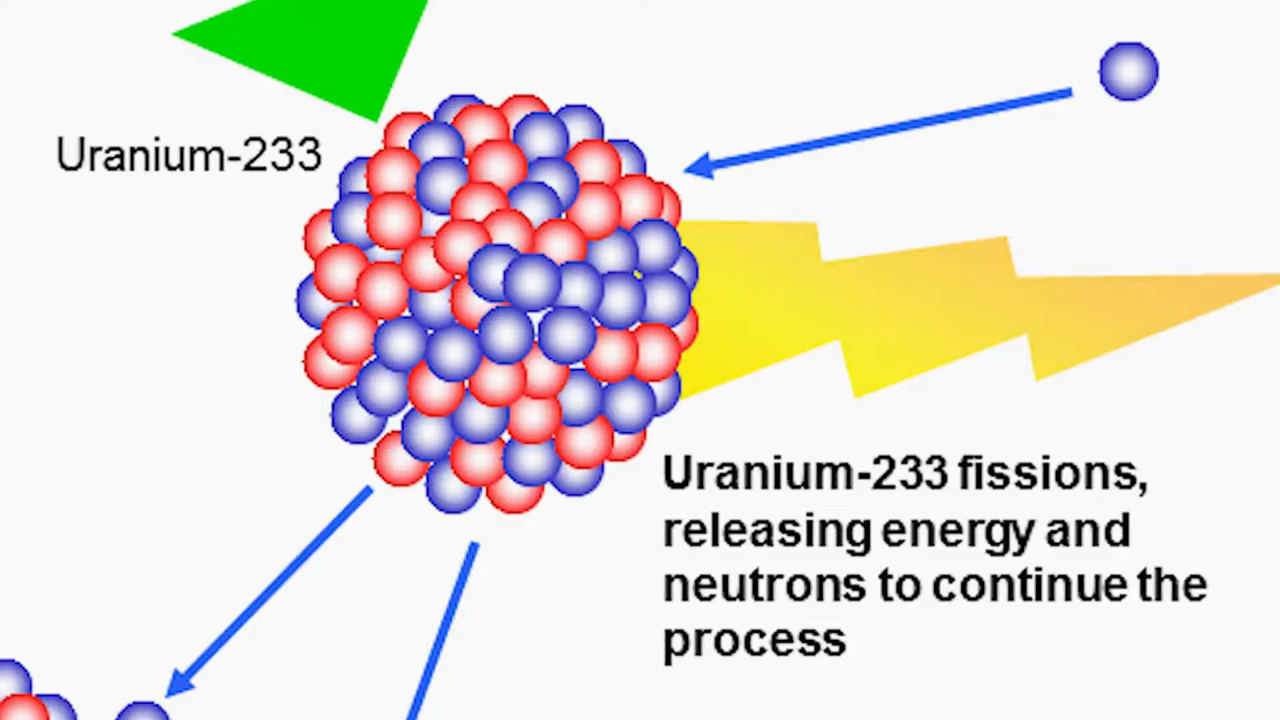 Uranium-233
Uranium-233 fissions,
releasing energy and
neutrons to continue the
process